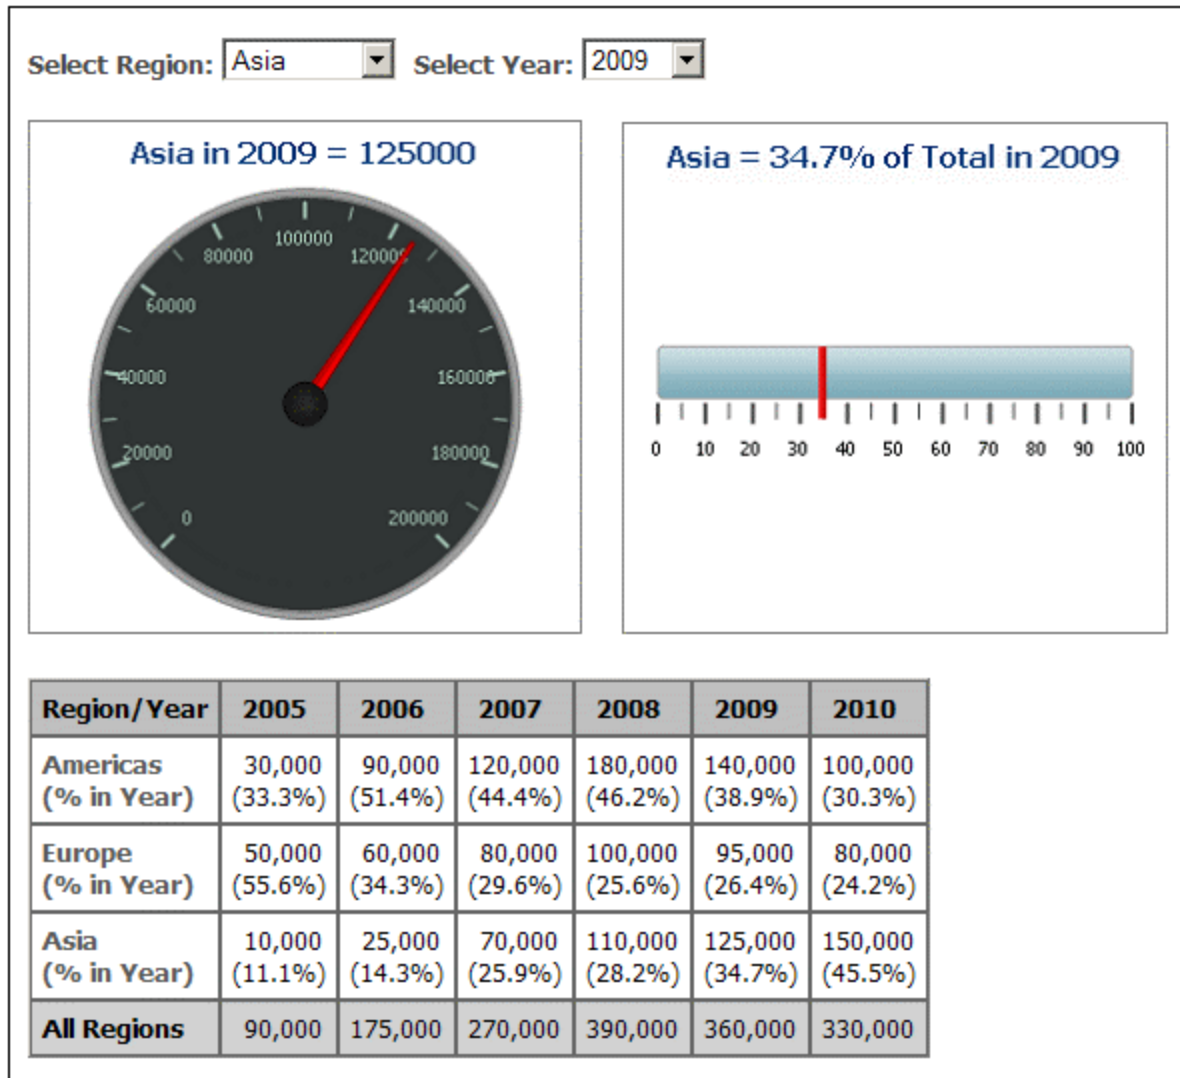 Select Region: Asia Select Year: 2009
Asia in 2009 = 125000
100000
80000 120000
60000 140000
40000 160000
20000 180000
0 200000
Asia = 34.7% of Total in 2009
0 10 20 30 40 50 60 70 80 90 100
Region/Year 2005 2006 2007 2008 2009 2010
Americas 30,000 90,000 120,000 180,000 140,000 100,000
(% in Year) (33.3%) (51.4%) (44.4%) (46.2%) (38.9%) (30.3%)
Europe 50,000 60,000 80,000 100,000 95,000 80,000
(% in Year) (55.6%) (34.3%) (29.6%) (25.6%) (26.4%) (24.2%)
Asia 10,000 25,000 70,000 110,000 125,000 150,000
(% in Year) (11.1%) (14.3%) (25.9%) (28.2%) (34.7%) (45.5%)
All Regions 90,000 175,000 270,000 390,000 360,000 330,000